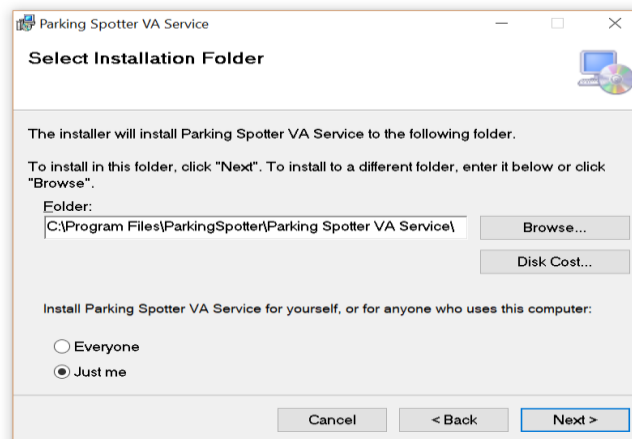 Parking Spotter VA Service
Select Installation Folder
The installer will install Parking Spotter VA Service to the following folder.
To install in this folder, click "Next". To install to a different folder, enter it below or click
"Browse".
Folder:
C:\Program Files\ParkingSpotter\Parking Spotter VA Service\
Browse...
Disk Cost...
Install Parking Spotter VA Service for yourself, or for anyone who uses this computer:
Everyone
Just me
Cancel
< Back
Next >